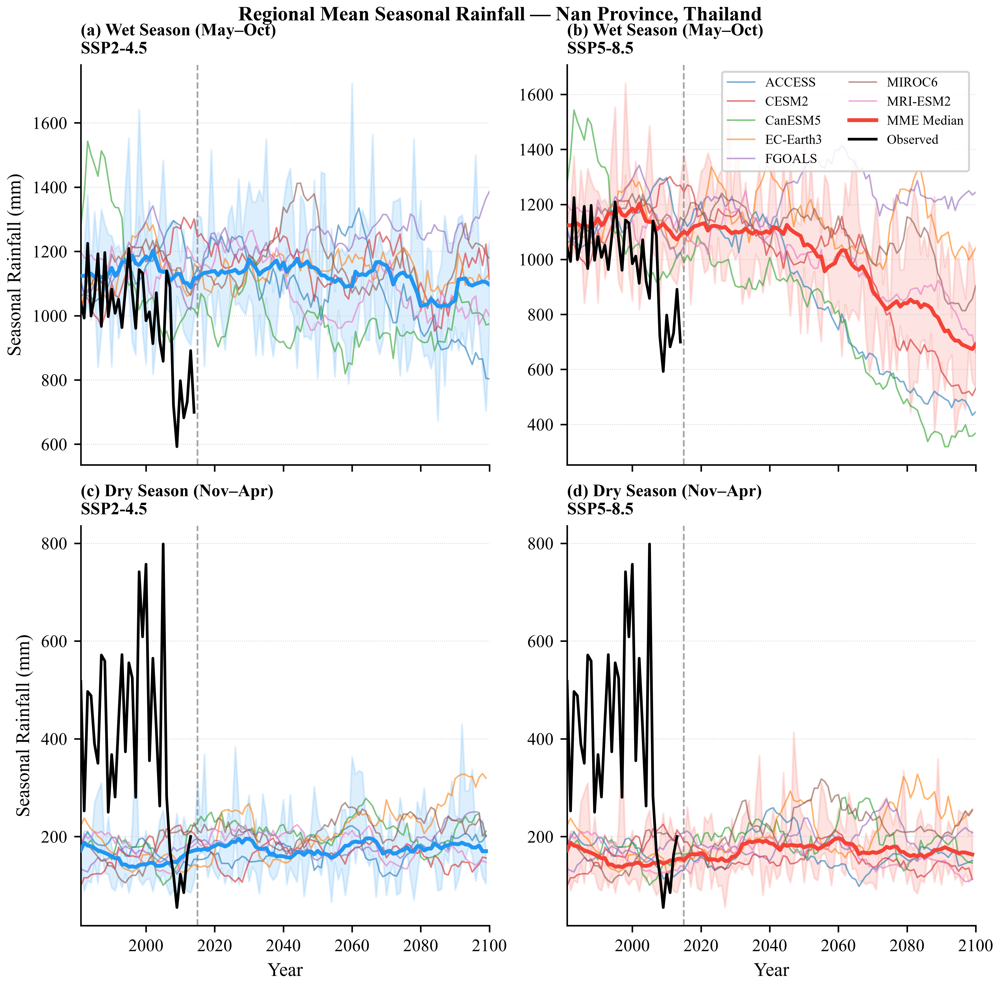 Regional Mean Seasonal Rainfall — Nan Province, Thailand
(a) Wet Season (May–Oct)
SSP2-4.5
Seasonal Rainfall (mm)
1600
1400
1200
1000
800
600
(b) Wet Season (May–Oct)
SSP5-8.5
1600
1400
1200
1000
800
600
400
ACCESS
CESM2
CanESM5
EC-Earth3
FGOALS
MIROC6
MRI-ESM2
MME Median
Observed
(c) Dry Season (Nov–Apr)
SSP2-4.5
Seasonal Rainfall (mm)
800
600
400
200
2000 2020 2040 2060 2080 2100
Year
(d) Dry Season (Nov–Apr)
SSP5-8.5
800
600
400
200
2000 2020 2040 2060 2080 2100
Year